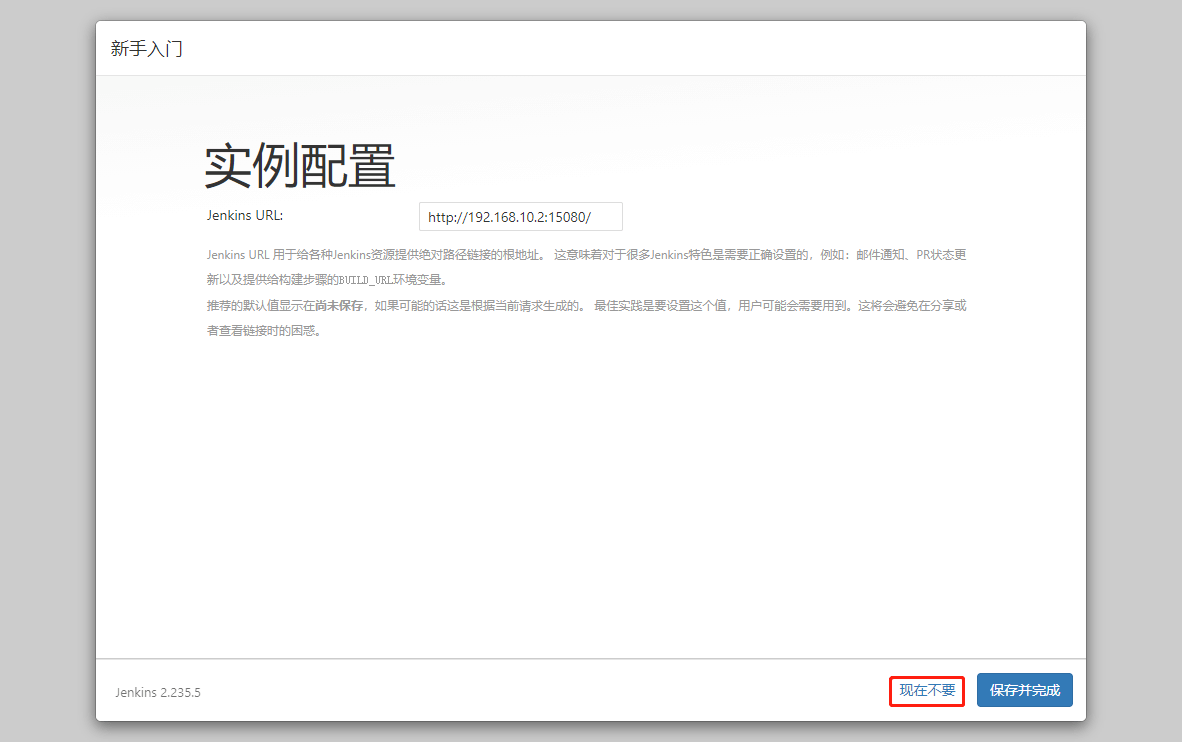 新手入门
实例配置
Jenkins URL:
http://192.168.10.2:15080/
Jenkins URL 用于给各种Jenkins资源提供绝对路径链接的根地址。 这意味着对于很多Jenkins特色是需要正确设置的，例如：邮件通知、PR状态更
新以及提供给构建步骤的BUILD_URL环境变量。
推荐的默认值显示在尚未保存，如果可能的话这是根据当前请求生成的。 最佳实践是要设置这个值，用户可能会需要用到。这将会避免在分享或
者查看链接时的困惑。
Jenkins 2.235.5
现在不要
保存并完成